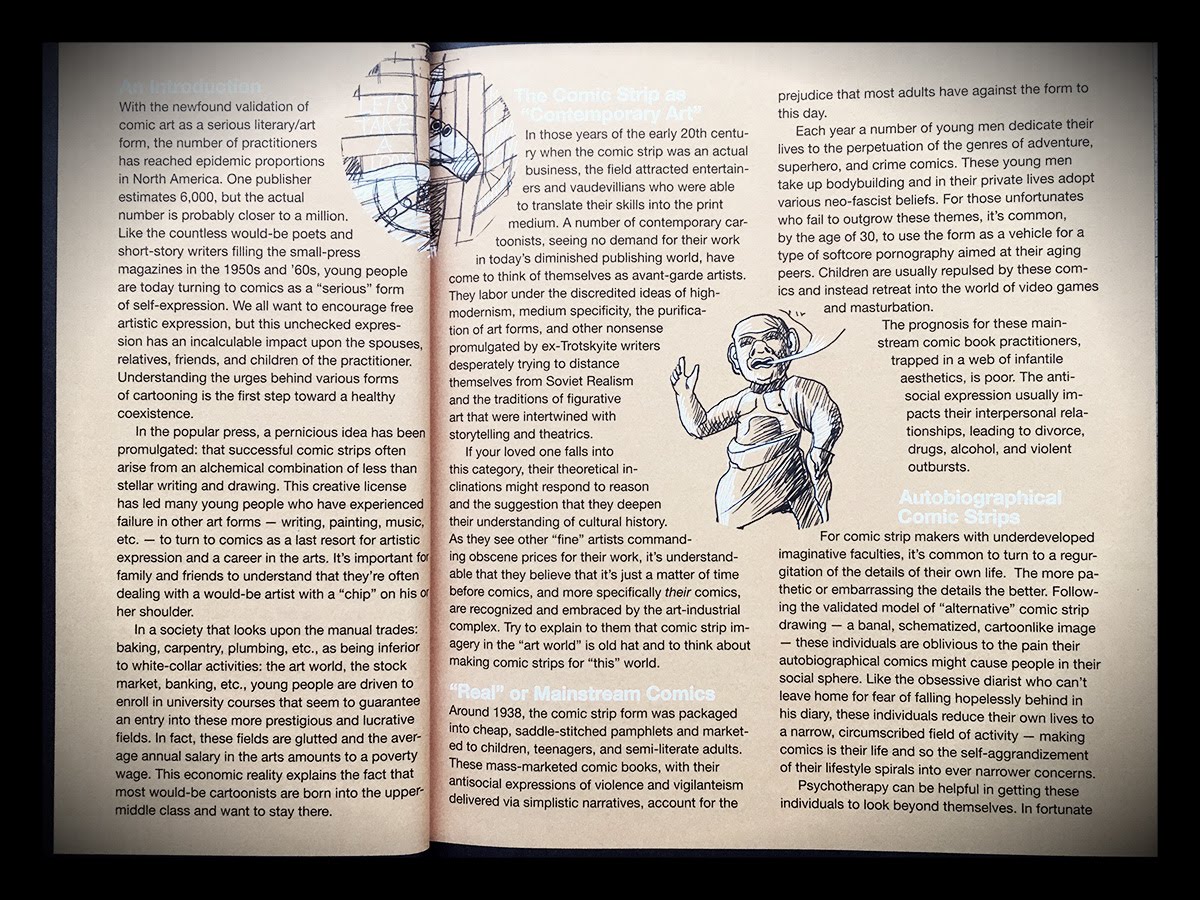 An Introduction
With the newfound validation of
comic art as a serious literary/art
form, the number of practitioners
has reached epidemic proportions
in North America. One publisher
estimates 6,000, but the actual
number is probably closer to a million.
Like the countless would-be poets and
short-story writers filling the small-press
magazines in the 1950s and ’60s, young people
are today turning to comics as a “serious” form
of self-expression. We all want to encourage free
artistic expression, but this unchecked expres-
sion has an incalculable impact upon the spouses,
relatives, friends, and children of the practitioner.
Understanding the urges behind various forms
of cartooning is the first step toward a healthy
coexistence.
In the popular press, a pernicious idea has been
promulgated: that successful comic strips often
arise from an alchemical combination of less than
stellar writing and drawing. This creative license
has led many young people who have experienced
failure in other art forms — writing, painting, music,
etc. — to turn to comics as a last resort for artistic
expression and a career in the arts. It’s important for
family and friends to understand that they’re often
dealing with a would-be artist with a “chip” on his or
her shoulder.
In a society that looks upon the manual trades:
baking, carpentry, plumbing, etc., as being inferior
to white-collar activities: the art world, the stock
market, banking, etc., young people are driven to
enroll in university courses that seem to guarantee
an entry into these more prestigious and lucrative
fields. In fact, these fields are glutted and the aver-
age annual salary in the arts amounts to a poverty
wage. This economic reality explains the fact that
most would-be cartoonists are born into the upper-
middle class and want to stay there.
LET'S
TAKE
A
The Comic Strip as
“Contemporary Art”
In those years of the early 20th centu-
ry when the comic strip was an actual
business, the field attracted entertain-
ers and vaudevillians who were able
to translate their skills into the print
medium. A number of contemporary car-
toonists, seeing no demand for their work
in today’s diminished publishing world, have
come to think of themselves as avant-garde artists.
They labor under the discredited ideas of high-
modernism, medium specificity, the purifica-
tion of art forms, and other nonsense
promulgated by ex-Trotskyite writers
desperately trying to distance
themselves from Soviet Realism
and the traditions of figurative
art that were intertwined with
storytelling and theatrics.
If your loved one falls into
this category, their theoretical in-
clinations might respond to reason
and the suggestion that they deepen
their understanding of cultural history.
As they see other “fine” artists command-
ing obscene prices for their work, it’s understand-
able that they believe that it’s just a matter of time
before comics, and more specifically their comics,
are recognized and embraced by the art-industrial
complex. Try to explain to them that comic strip im-
agery in the “art world” is old hat and to think about
making comic strips for “this” world.
“Real” or Mainstream Comics
Around 1938, the comic strip form was packaged
into cheap, saddle-stitched pamphlets and market-
ed to children, teenagers, and semi-literate adults.
These mass-marketed comic books, with their
antisocial expressions of violence and vigilanteism
delivered via simplistic narratives, account for the
prejudice that most adults have against the form to
this day.
Each year a number of young men dedicate their
lives to the perpetuation of the genres of adventure,
superhero, and crime comics. These young men
take up bodybuilding and in their private lives adopt
various neo-fascist beliefs. For those unfortunates
who fail to outgrow these themes, it’s common,
by the age of 30, to use the form as a vehicle for a
type of softcore pornography aimed at their aging
peers. Children are usually repulsed by these com-
ics and instead retreat into the world of video games
and masturbation.
The prognosis for these main-
stream comic book practitioners,
trapped in a web of infantile
aesthetics, is poor. The anti-
social expression usually im-
pacts their interpersonal rela-
tionships, leading to divorce,
drugs, alcohol, and violent
outbursts.
Autobiographical
Comic Strips
For comic strip makers with underdeveloped
imaginative faculties, it’s common to turn to a regur-
gitation of the details of their own life. The more pa-
thetic or embarrassing the details the better. Follow-
ing the validated model of “alternative” comic strip
drawing — a banal, schematized, cartoonlike image
— these individuals are oblivious to the pain their
autobiographical comics might cause people in their
social sphere. Like the obsessive diarist who can’t
leave home for fear of falling hopelessly behind in
his diary, these individuals reduce their own lives to
a narrow, circumscribed field of activity — making
comics is their life and so the self-aggrandizement
of their lifestyle spirals into ever narrower concerns.
Psychotherapy can be helpful in getting these
individuals to look beyond themselves. In fortunate